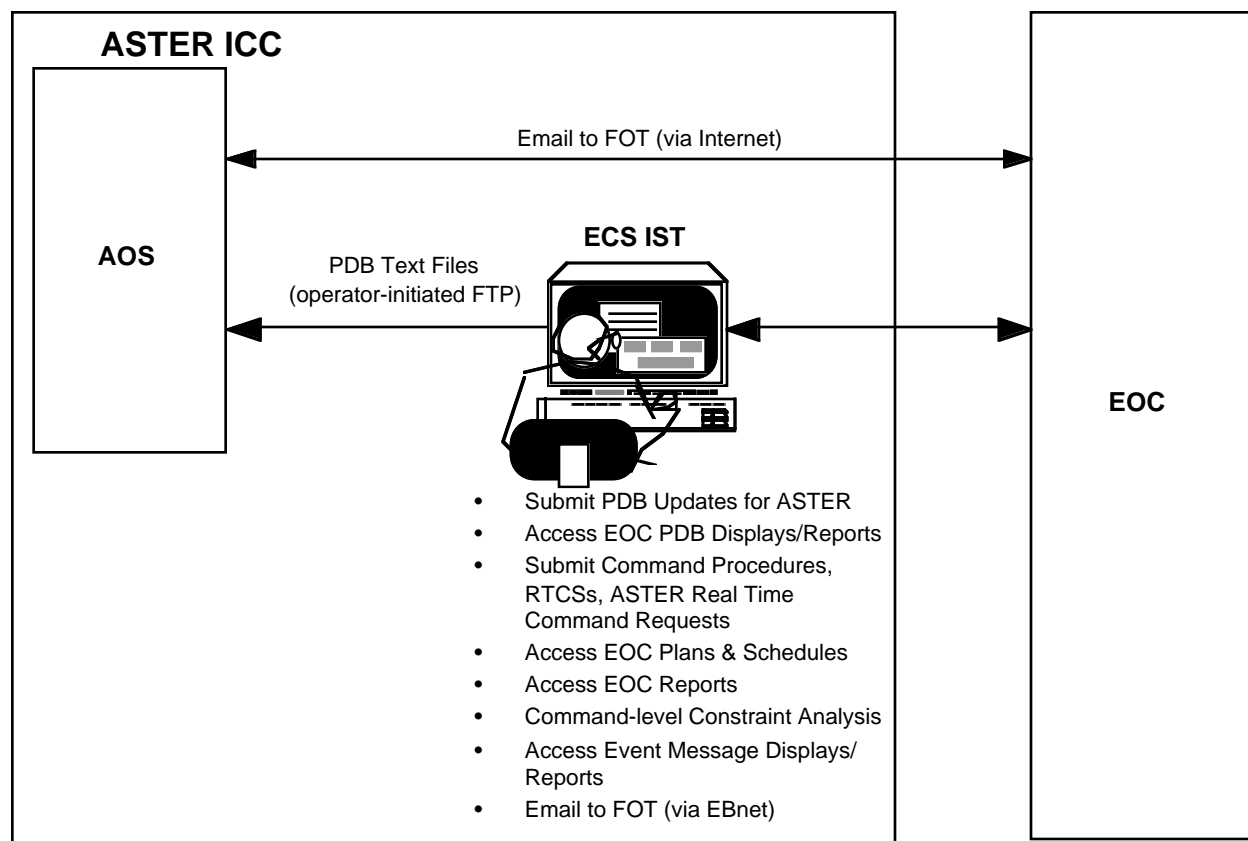 ASTER ICC
Email to FOT (via Internet)
ECS IST
AOS
PDB Text Files
(operator-initiated FTP)
EOC
• Submit PDB Updates for ASTER
• Access EOC PDB Displays/Reports
• Submit Command Procedures,
RTCSs, ASTER Real Time
Command Requests
• Access EOC Plans & Schedules
• Access EOC Reports
• Command-level Constraint Analysis
• Access Event Message Displays/
Reports
• Email to FOT (via EBnet)